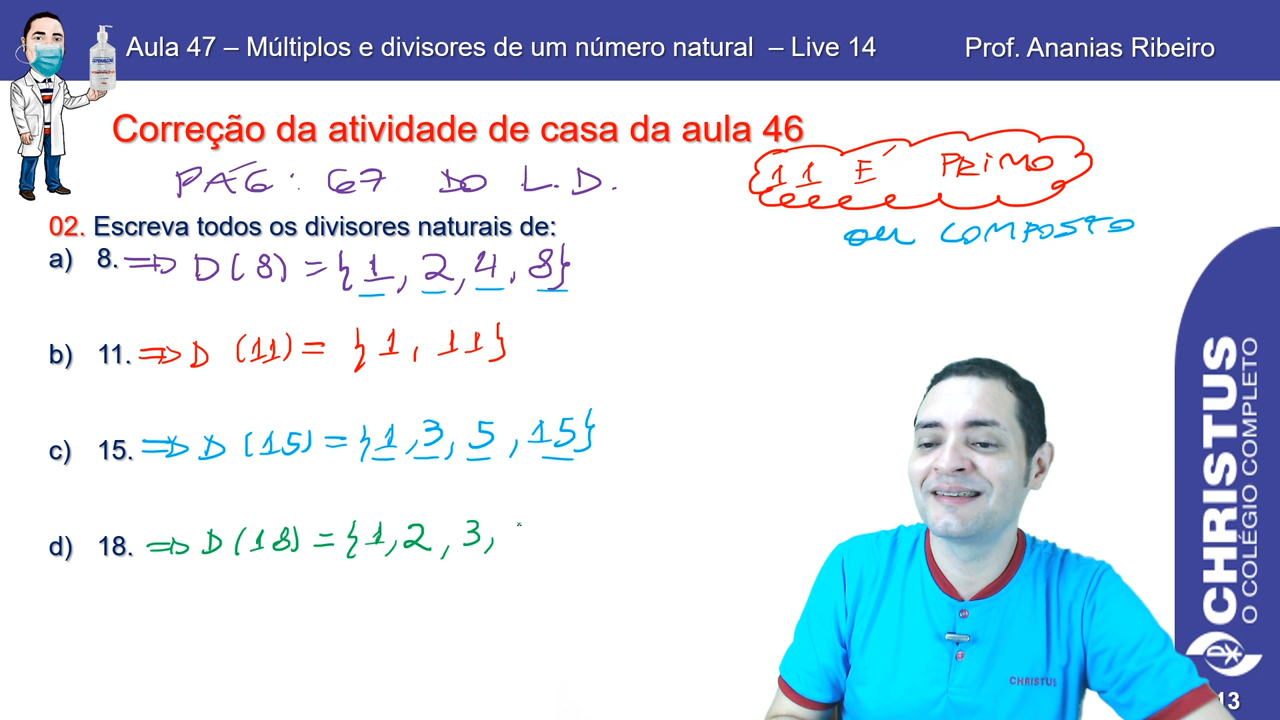 Aula 47 – Múltiplos e divisores de um número natural – Live 14
Prof. Ananias Ribeiro
Correção da atividade de casa da aula 46
PÁG: 67 DO L.D.
11 É PRIMO
ou COMPOSTO
02. Escreva todos os divisores naturais de:
a) 8. ⇒ D(8) = {1, 2, 4, 8}
b) 11. ⇒ D (11) = {1, 11}
c) 15. ⇒ D (15) = {1, 3, 5, 15}
d) 18. ⇒ D(18) = {1, 2, 3,
CHRISTUS
O COLÉGIO COMPLETO
CHRISTUS
13